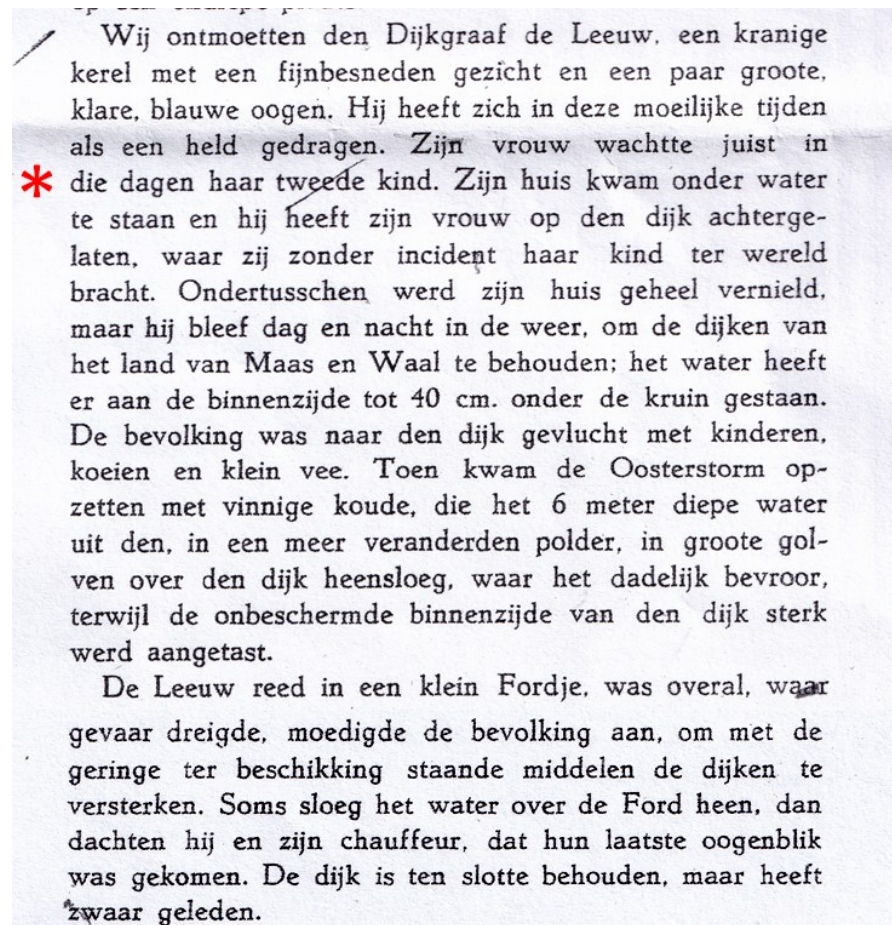 Wij ontmoetten den Dijkgraaf de Leeuw, een kranige
kerel met een fijnbesneden gezicht en een paar groote,
klare, blauwe oogen. Hij heeft zich in deze moeilijke tijden
als een held gedragen. Zijn vrouw wachtte juist in
* die dagen haar tweede kind. Zijn huis kwam onder water
te staan en hij heeft zijn vrouw op den dijk achterge-
laten, waar zij zonder incident haar kind ter wereld
bracht. Ondertusschen werd zijn huis geheel vernield,
maar hij bleef dag en nacht in de weer, om de dijken van
het land van Maas en Waal te behouden; het water heeft
er aan de binnenzijde tot 40 cm. onder de kruin gestaan.
De bevolking was naar den dijk gevlucht met kinderen,
koeien en klein vee. Toen kwam de Oosterstorm op-
zetten met vinnige koude, die het 6 meter diepe water
uit den, in een meer veranderden polder, in groote gol-
ven over den dijk heensloeg, waar het dadelijk bevroor,
terwijl de onbeschermde binnenzijde van den dijk sterk
werd aangetast.
De Leeuw reed in een klein Fordje, was overal, waar
gevaar dreigde, moedigde de bevolking aan, om met de
geringe ter beschikking staande middelen de dijken te
versterken. Soms sloeg het water over de Ford heen, dan
dachten hij en zijn chauffeur, dat hun laatste oogenblik
was gekomen. De dijk is ten slotte behouden, maar heeft
zwaar geleden.